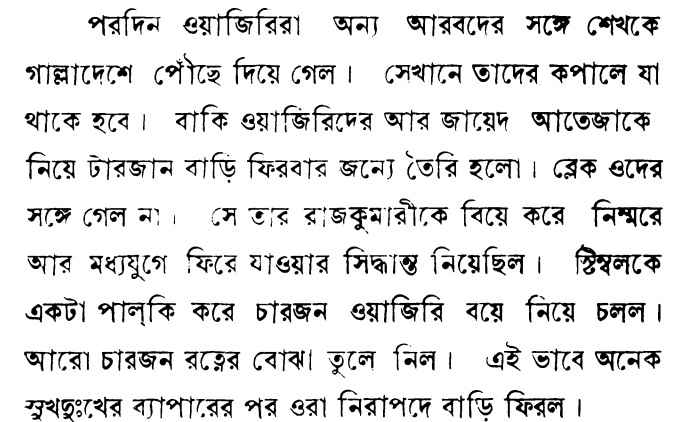 পরদিন ওয়াজিরিরা অন্য আরবদের সঙ্গে শেখকে
গাল্লাদেশে পৌঁছে দিয়ে গেল। সেখানে তাদের কপালে যা
থাকে হবে। বাকি ওয়াজিরিদের আর জায়েদ আতেজাকে
নিয়ে টারজান বাড়ি ফিরবার জন্যে তৈরি হলো। ব্লেক ওদের
সঙ্গে গেল না। সে তার রাজকুমারীকে বিয়ে করে নিম্মরে
আর মধ্যযুগে ফিরে যাওয়ার সিদ্ধান্ত নিয়েছিল। স্টিম্বলকে
একটা পাল্‌কি করে চারজন ওয়াজিরি বয়ে নিয়ে চলল।
আরো চারজন রত্নের বোঝা তুলে নিল। এই ভাবে অনেক
সুখদুঃখের ব্যাপারের পর ওরা নিরাপদে বাড়ি ফিরল।